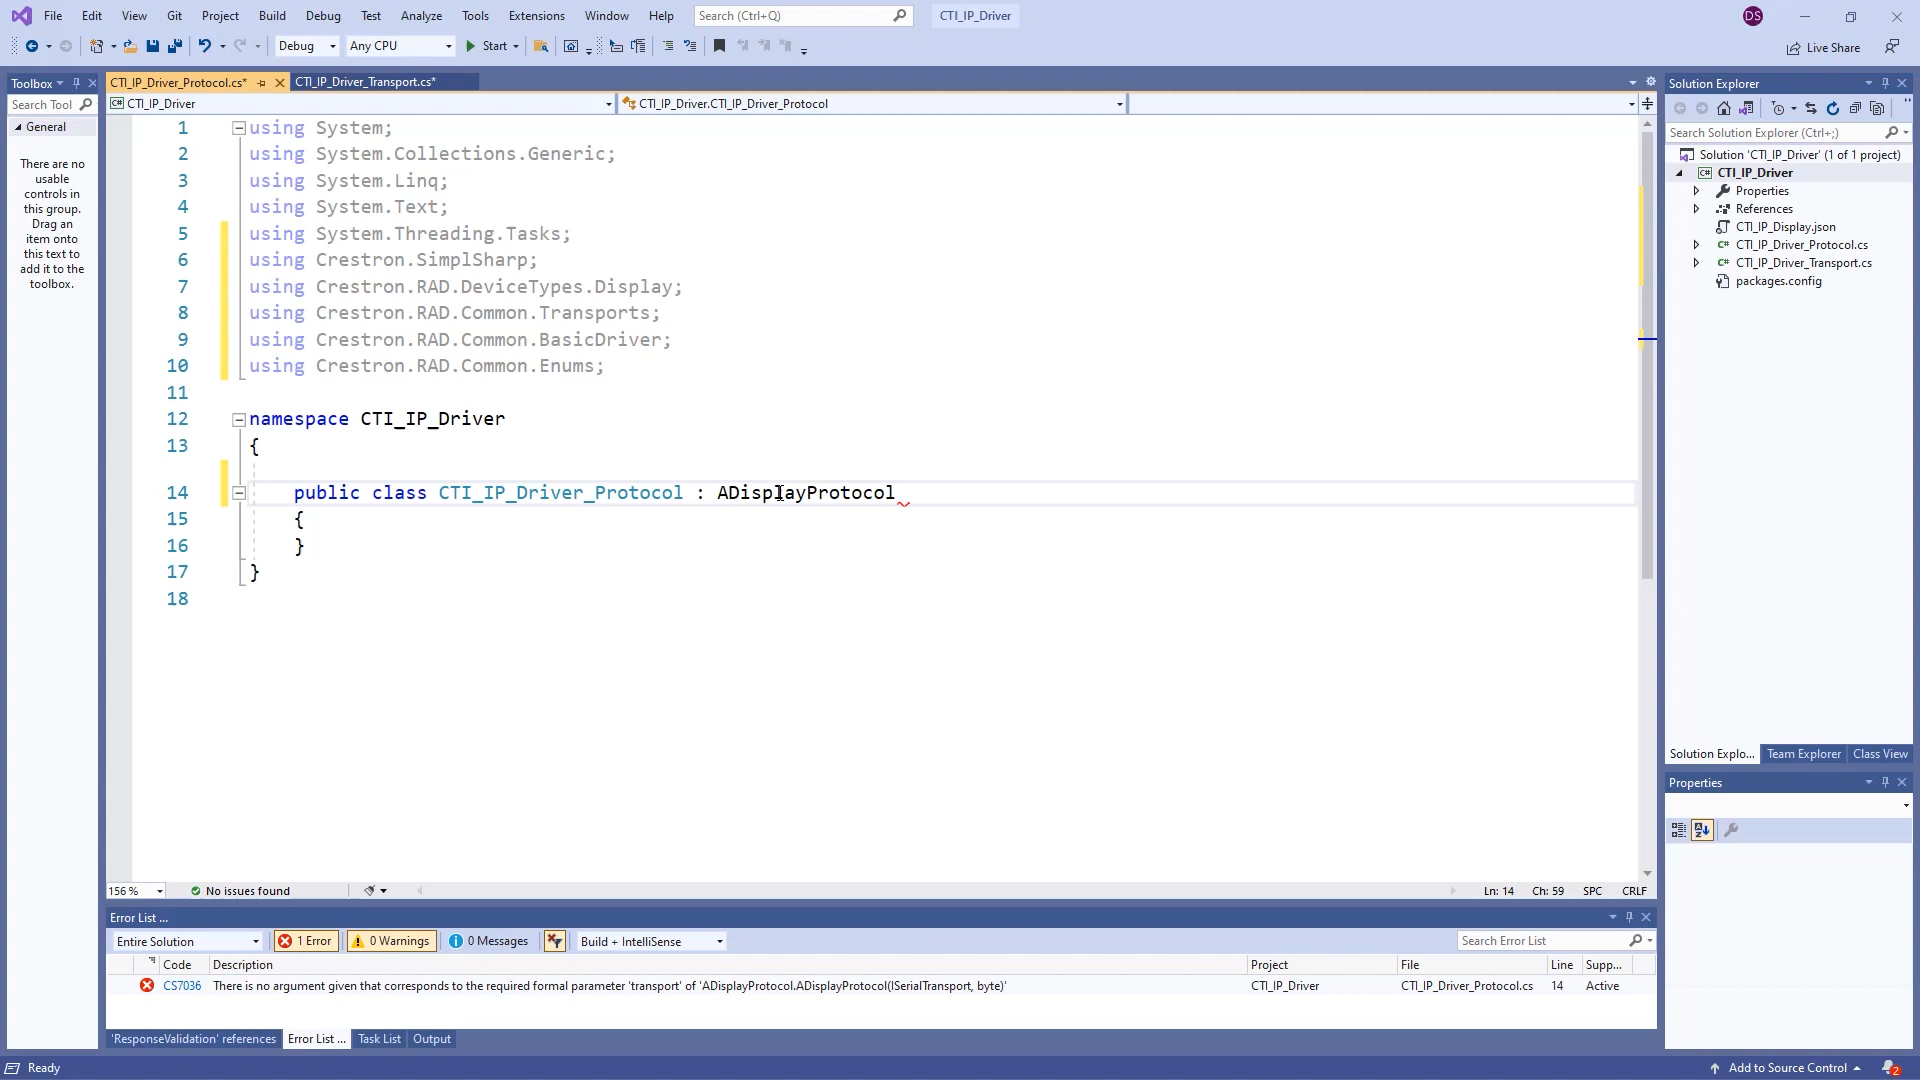 File Edit View Git Project Build Debug Test Analyze Tools Extensions Window Help Search (Ctrl+Q) CTI_IP_Driver DS
Debug Any CPU Start Live Share
Toolbox CTI_IP_Driver_Protocol.cs* CTI_IP_Driver_Transport.cs* Solution Explorer
Search Tool CTI_IP_Driver CTI_IP_Driver.CTI_IP_Driver_Protocol
General
There are no
usable
controls in
this group.
Drag an
item onto
this text to
add it to the
toolbox.
1 using System;
2 using System.Collections.Generic;
3 using System.Linq;
4 using System.Text;
5 using System.Threading.Tasks;
6 using Crestron.SimplSharp;
7 using Crestron.RAD.DeviceTypes.Display;
8 using Crestron.RAD.Common.Transports;
9 using Crestron.RAD.Common.BasicDriver;
10 using Crestron.RAD.Common.Enums;
11
12 namespace CTI_IP_Driver
13 {
14 public class CTI_IP_Driver_Protocol : ADisplayProtocol
15 {
16 }
17 }
18
Search Solution Explorer (Ctrl+;)
Solution 'CTI_IP_Driver' (1 of 1 project)
CTI_IP_Driver
Properties
References
CTI_IP_Display.json
CTI_IP_Driver_Protocol.cs
CTI_IP_Driver_Transport.cs
packages.config
Solution Explo... Team Explorer Class View
Properties
156 % No issues found Ln: 14 Ch: 59 SPC CRLF
Error List ...
Entire Solution 1 Error 0 Warnings 0 Messages Build + IntelliSense Search Error List
Code Description Project File Line Supp...
CS7036 There is no argument given that corresponds to the required formal parameter 'transport' of 'ADisplayProtocol.ADisplayProtocol(ISerialTransport, byte)' CTI_IP_Driver CTI_IP_Driver_Protocol.cs 14 Active
'ResponseValidation' references Error List ... Task List Output
Ready Add to Source Control 2